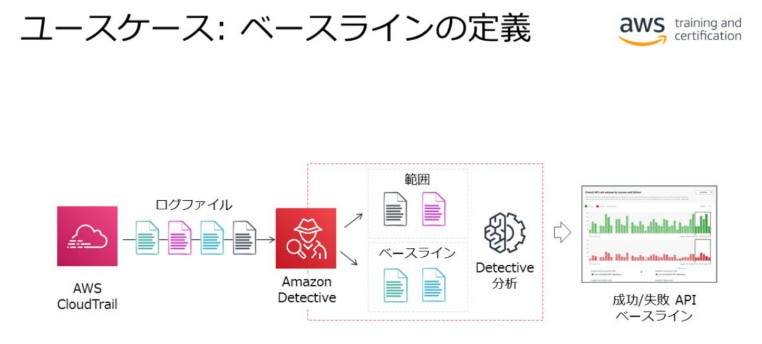 ユースケース: ベースラインの定義
aws training and
certification
ログファイル
範囲
ベースライン
AWS
CloudTrail
Amazon
Detective
Detective
分析
成功/失敗 API
ベースライン